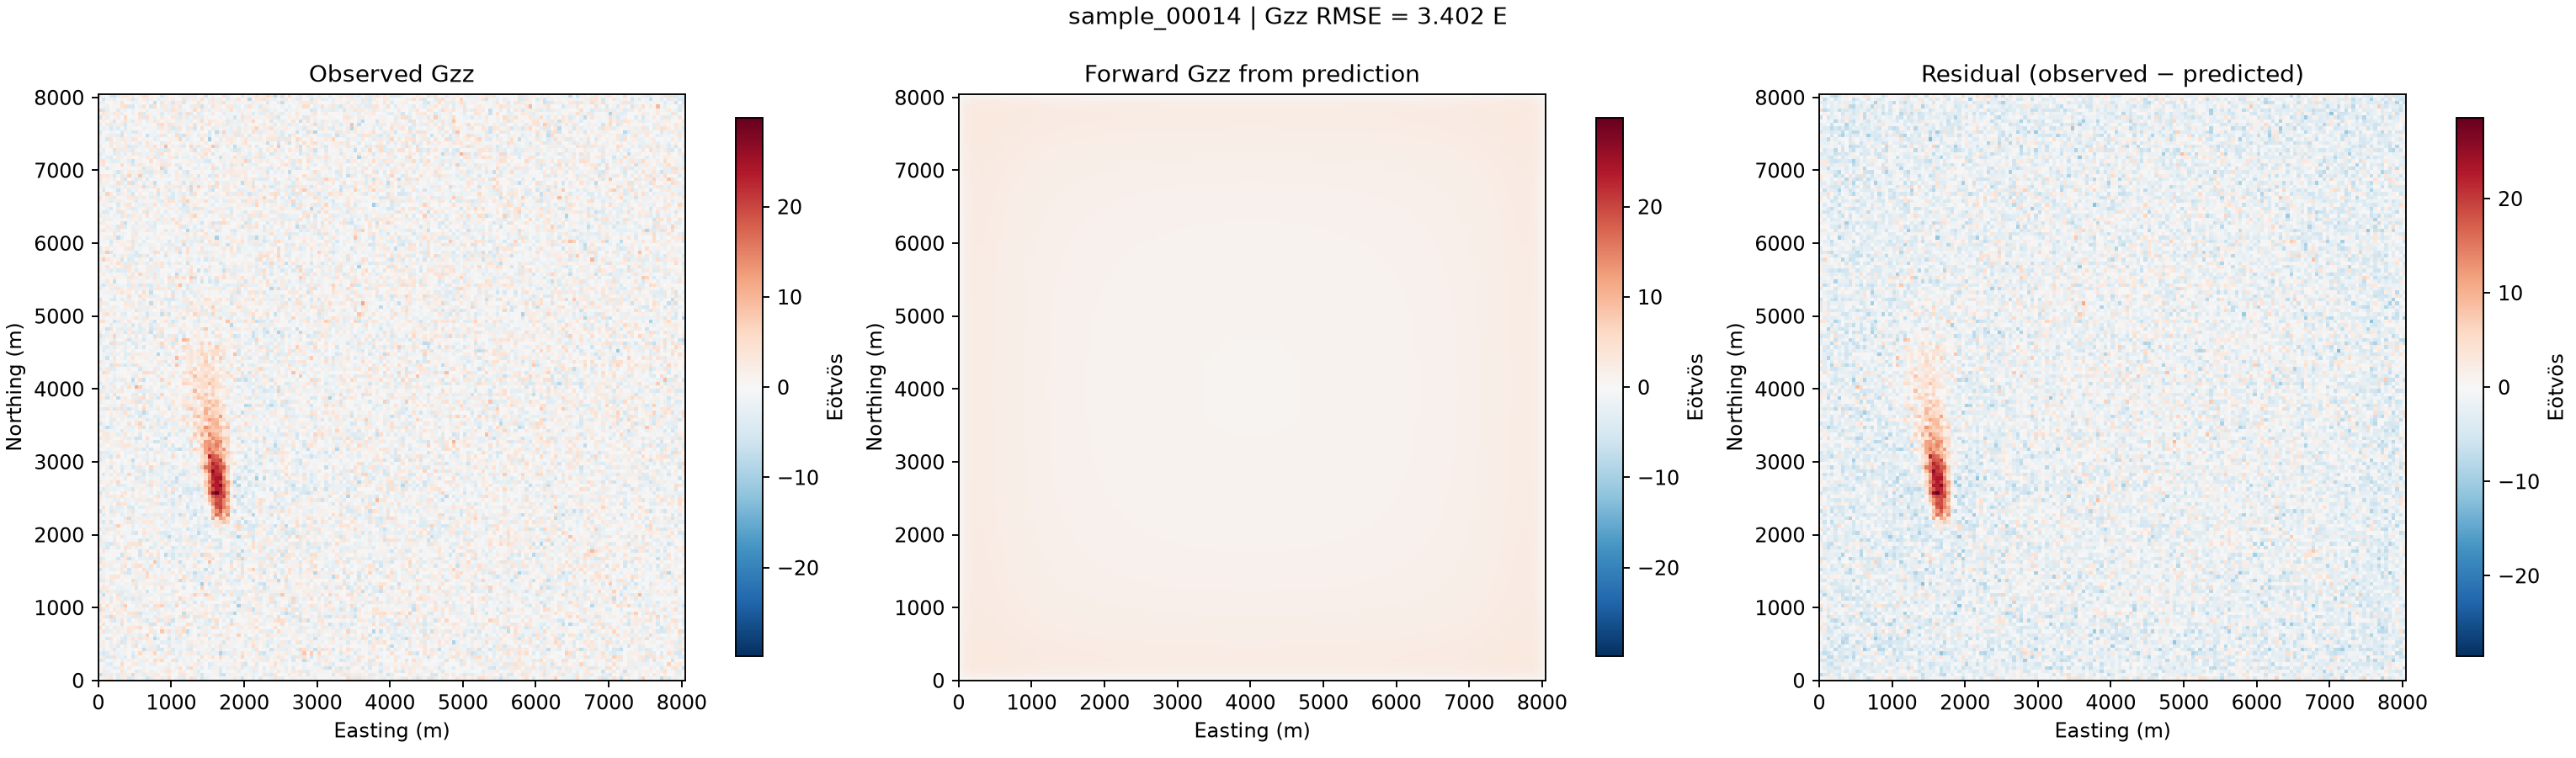 sample_00014 | Gzz RMSE = 3.402 E
Observed Gzz
8000
7000
6000
5000
4000
3000
2000
1000
0
Northing (m)
0 1000 2000 3000 4000 5000 6000 7000 8000
Easting (m)
20
10
0
−10
−20
Eötvös
Forward Gzz from prediction
8000
7000
6000
5000
4000
3000
2000
1000
0
Northing (m)
0 1000 2000 3000 4000 5000 6000 7000 8000
Easting (m)
20
10
0
−10
−20
Eötvös
Residual (observed − predicted)
8000
7000
6000
5000
4000
3000
2000
1000
0
Northing (m)
0 1000 2000 3000 4000 5000 6000 7000 8000
Easting (m)
20
10
0
−10
−20
Eötvös